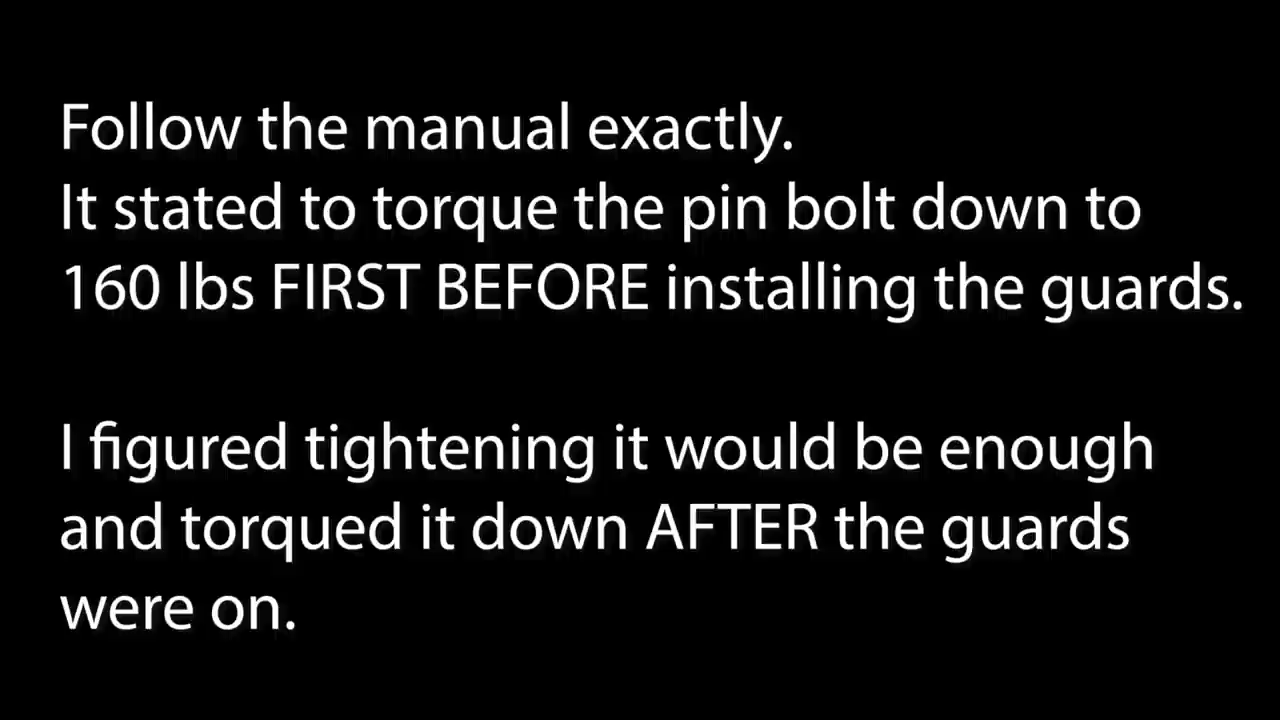 Follow the manual exactly.
It stated to torque the pin bolt down to
160 lbs FIRST BEFORE installing the guards.
I figured tightening it would be enough
and torqued it down AFTER the guards
were on.